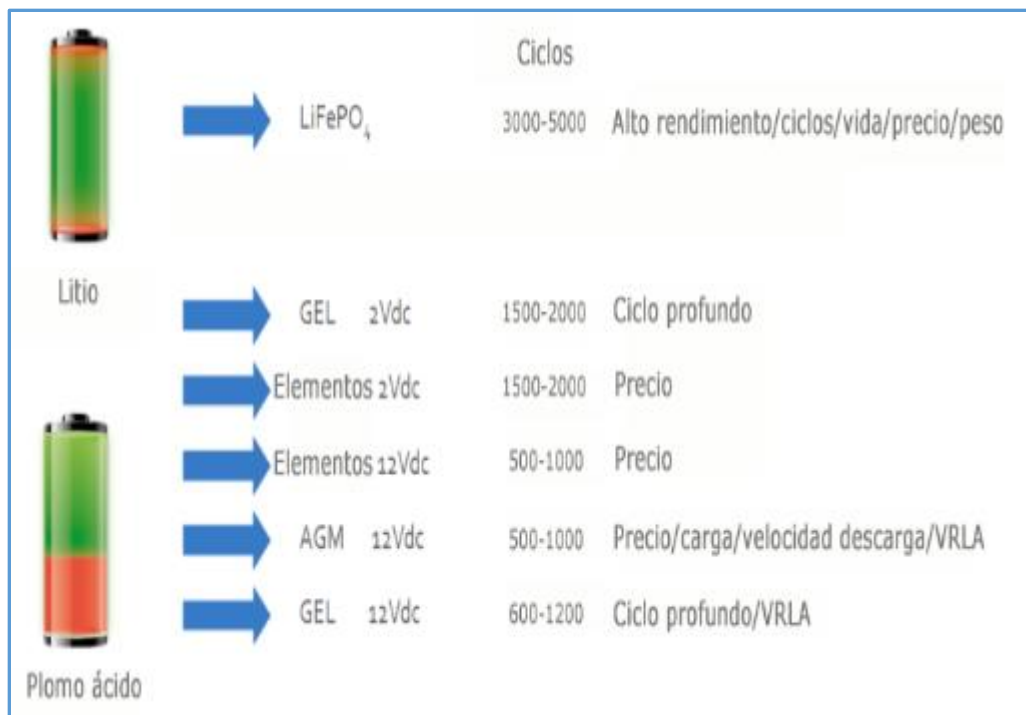 Ciclos
LiFePO₄ 3000-5000 Alto rendimiento/ciclos/vida/precio/peso
Litio
GEL 2Vdc 1500-2000 Ciclo profundo
Elementos 2Vdc 1500-2000 Precio
Elementos 12Vdc 500-1000 Precio
AGM 12Vdc 500-1000 Precio/carga/velocidad descarga/VRLA
GEL 12Vdc 600-1200 Ciclo profundo/VRLA
Plomo ácido